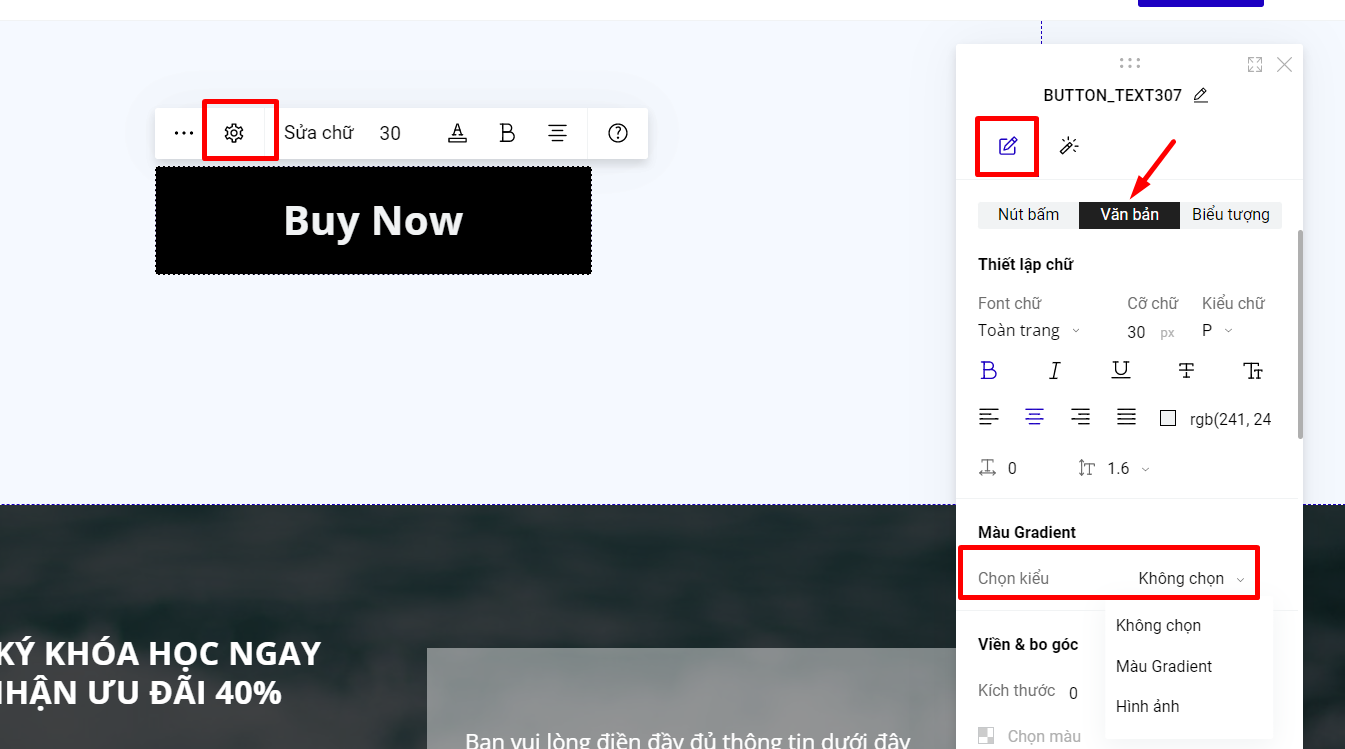 Sửa chữ 30
Buy Now
KÝ KHÓA HỌC NGAY
NHẬN ƯU ĐÃI 40%
Bạn vui lòng điền đầy đủ thông tin dưới đây
BUTTON_TEXT307
Nút bấm Văn bản Biểu tượng
Thiết lập chữ
Font chữ Cỡ chữ Kiểu chữ
Toàn trang 30 px P
rgb(241, 24
0 1.6
Màu Gradient
Chọn kiểu Không chọn
Không chọn
Màu Gradient
Hình ảnh
Viền & bo góc
Kích thước 0
Chọn màu